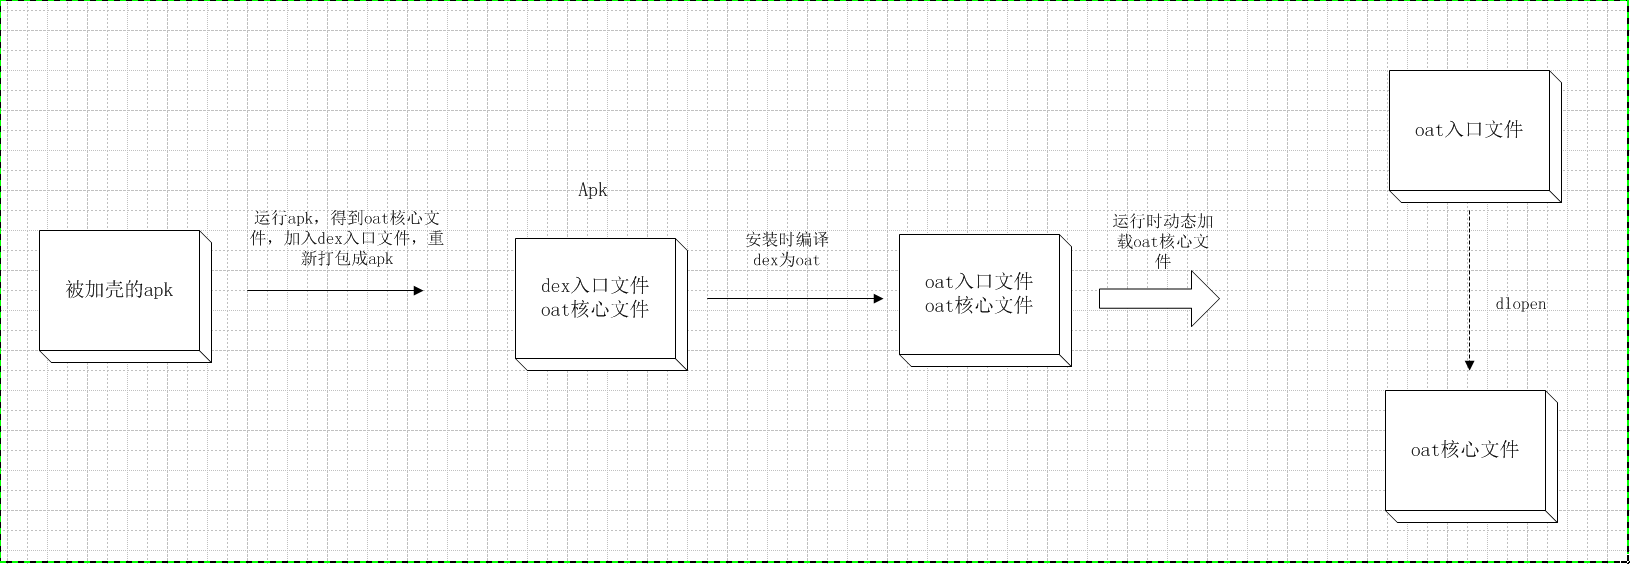 被加壳的apk
运行apk，得到oat核心文
件，加入dex入口文件，重
新打包成apk
Apk
dex入口文件
oat核心文件
安装时编译
dex为oat
oat入口文件
oat核心文件
运行时动态加
载oat核心文
件
oat入口文件
dlopen
oat核心文件